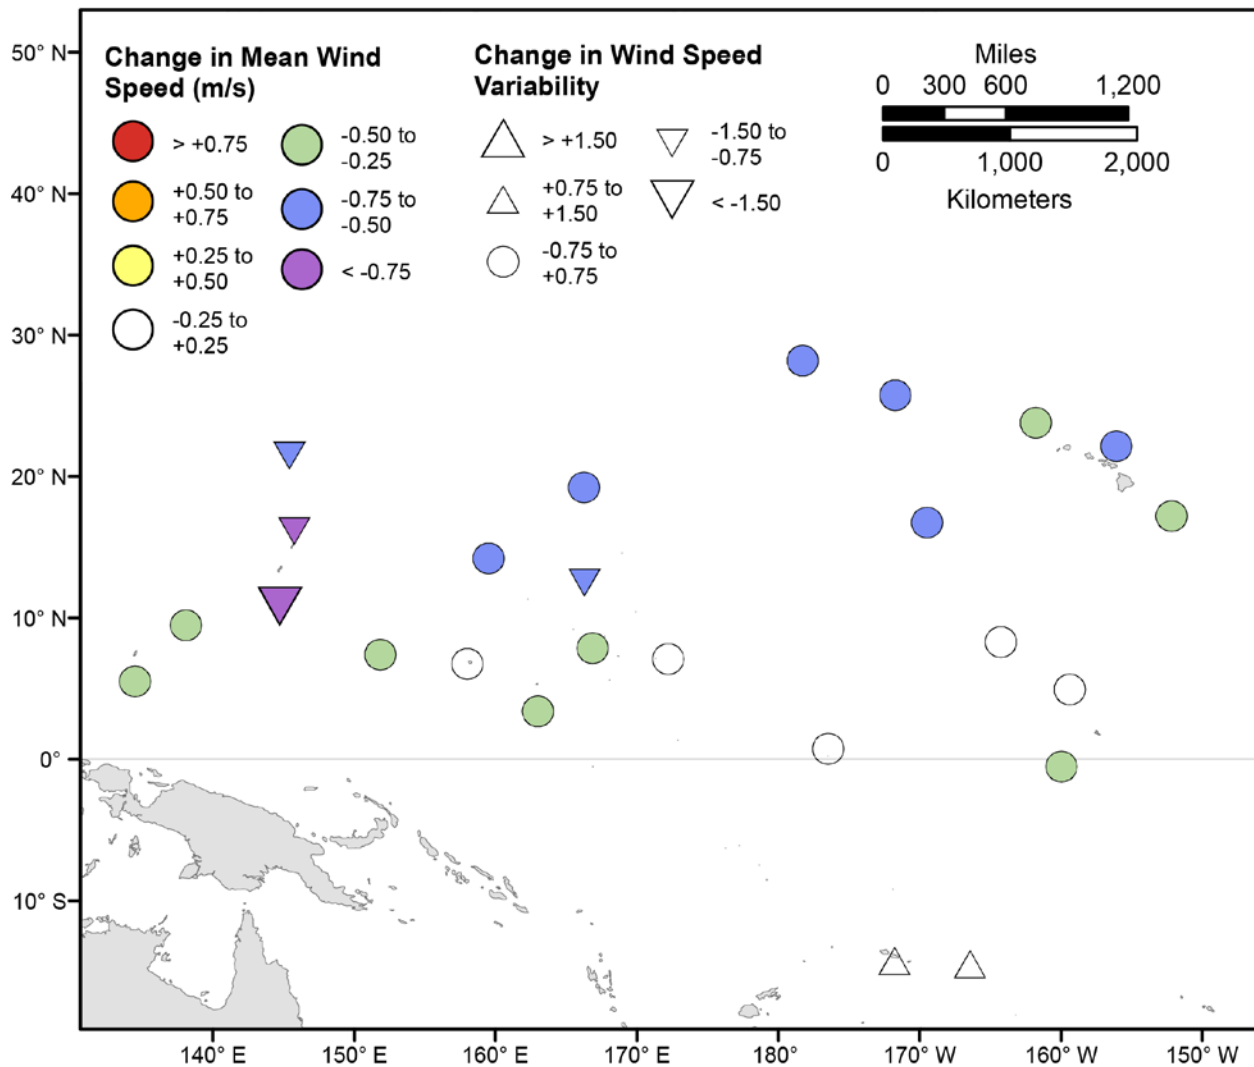 Change in Mean Wind
Speed (m/s)
> +0.75
+0.50 to
+0.75
+0.25 to
+0.50
-0.25 to
+0.25
-0.50 to
-0.25
-0.75 to
-0.50
< -0.75
Change in Wind Speed
Variability
> +1.50
+0.75 to
+1.50
-0.75 to
+0.75
-1.50 to
-0.75
< -1.50
Miles
0 300 600 1,200
0 1,000 2,000
Kilometers
50° N
40° N
30° N
20° N
10° N
0°
10° S
140° E 150° E 160° E 170° E 180° 170° W 160° W 150° W